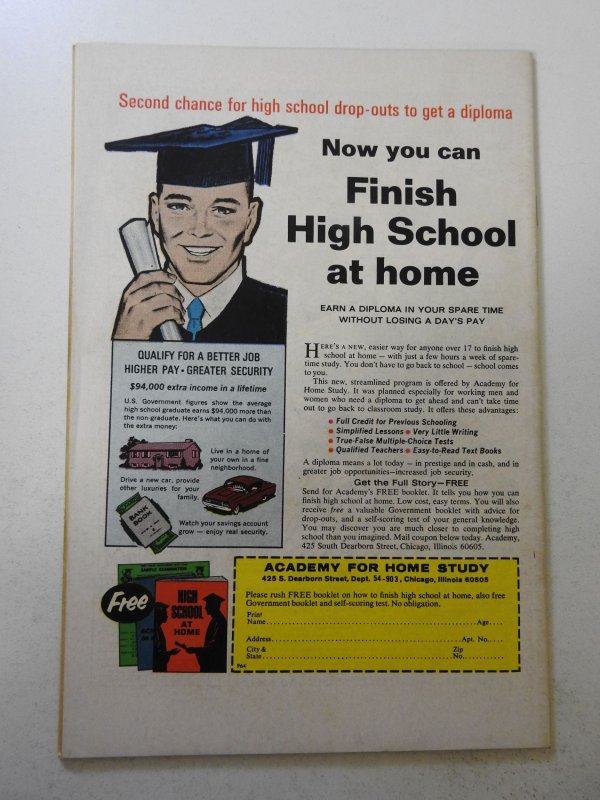 Second chance for high school drop-outs to get a diploma
Now you can
Finish
High School
at home
EARN A DIPLOMA IN YOUR SPARE TIME
WITHOUT LOSING A DAY'S PAY
QUALIFY FOR A BETTER JOB
HIGHER PAY • GREATER SECURITY
$94,000 extra income in a lifetime
U.S. Government figures show the average
high school graduate earns $94,000 more than
the non-graduate. Here's what you can do with
the extra money:
Live in a home of
your own in a fine
neighborhood.
Drive a new car, provide
other luxuries for your
family.
BANK
BOOK
Watch your savings account
grow — enjoy real security.
HERE'S A NEW, easier way for anyone over 17 to finish high
school at home — with just a few hours a week of spare-
time study. You don't have to go back to school — school comes
to you.
This new, streamlined program is offered by Academy for
Home Study. It was planned especially for working men and
women who need a diploma to get ahead and can't take time
out to go back to classroom study. It offers these advantages:
• Full Credit for Previous Schooling
• Simplified Lessons • Very Little Writing
• True-False Multiple-Choice Tests
• Qualified Teachers • Easy-to-Read Text Books
A diploma means a lot today — in prestige and in cash, and in
greater job opportunities—increased job security.
Get the Full Story—FREE
Send for Academy's FREE booklet. It tells you how you can
finish high school at home. Low cost, easy terms. You will also
receive free a valuable Government booklet with advice for
drop-outs, and a self-scoring test of your general knowledge.
You may discover you are much closer to completing high
school than you imagined. Mail coupon below today. Academy,
425 South Dearborn Street, Chicago, Illinois 60605.
Free
SAMPLE EXAMINATION
HIGH
SCHOOL
AT
HOME
ACADEMY FOR HOME STUDY
425 S. Dearborn Street, Dept. 54-903, Chicago, Illinois 60605
Please rush FREE booklet on how to finish high school at home, also free
Government booklet and self-scoring test. No obligation.
Print
Name Age
Address Apt. No.
City & Zip
State No.
P64